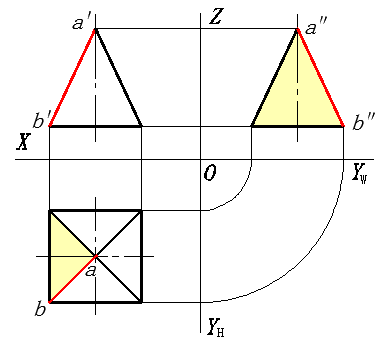 a' Z a"
b' b"
X O Y_W
a
b Y_H